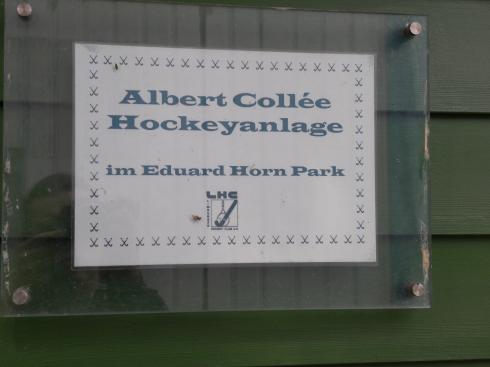 Albert Collée
Hockeyanlage
im Eduard Horn Park
LHC